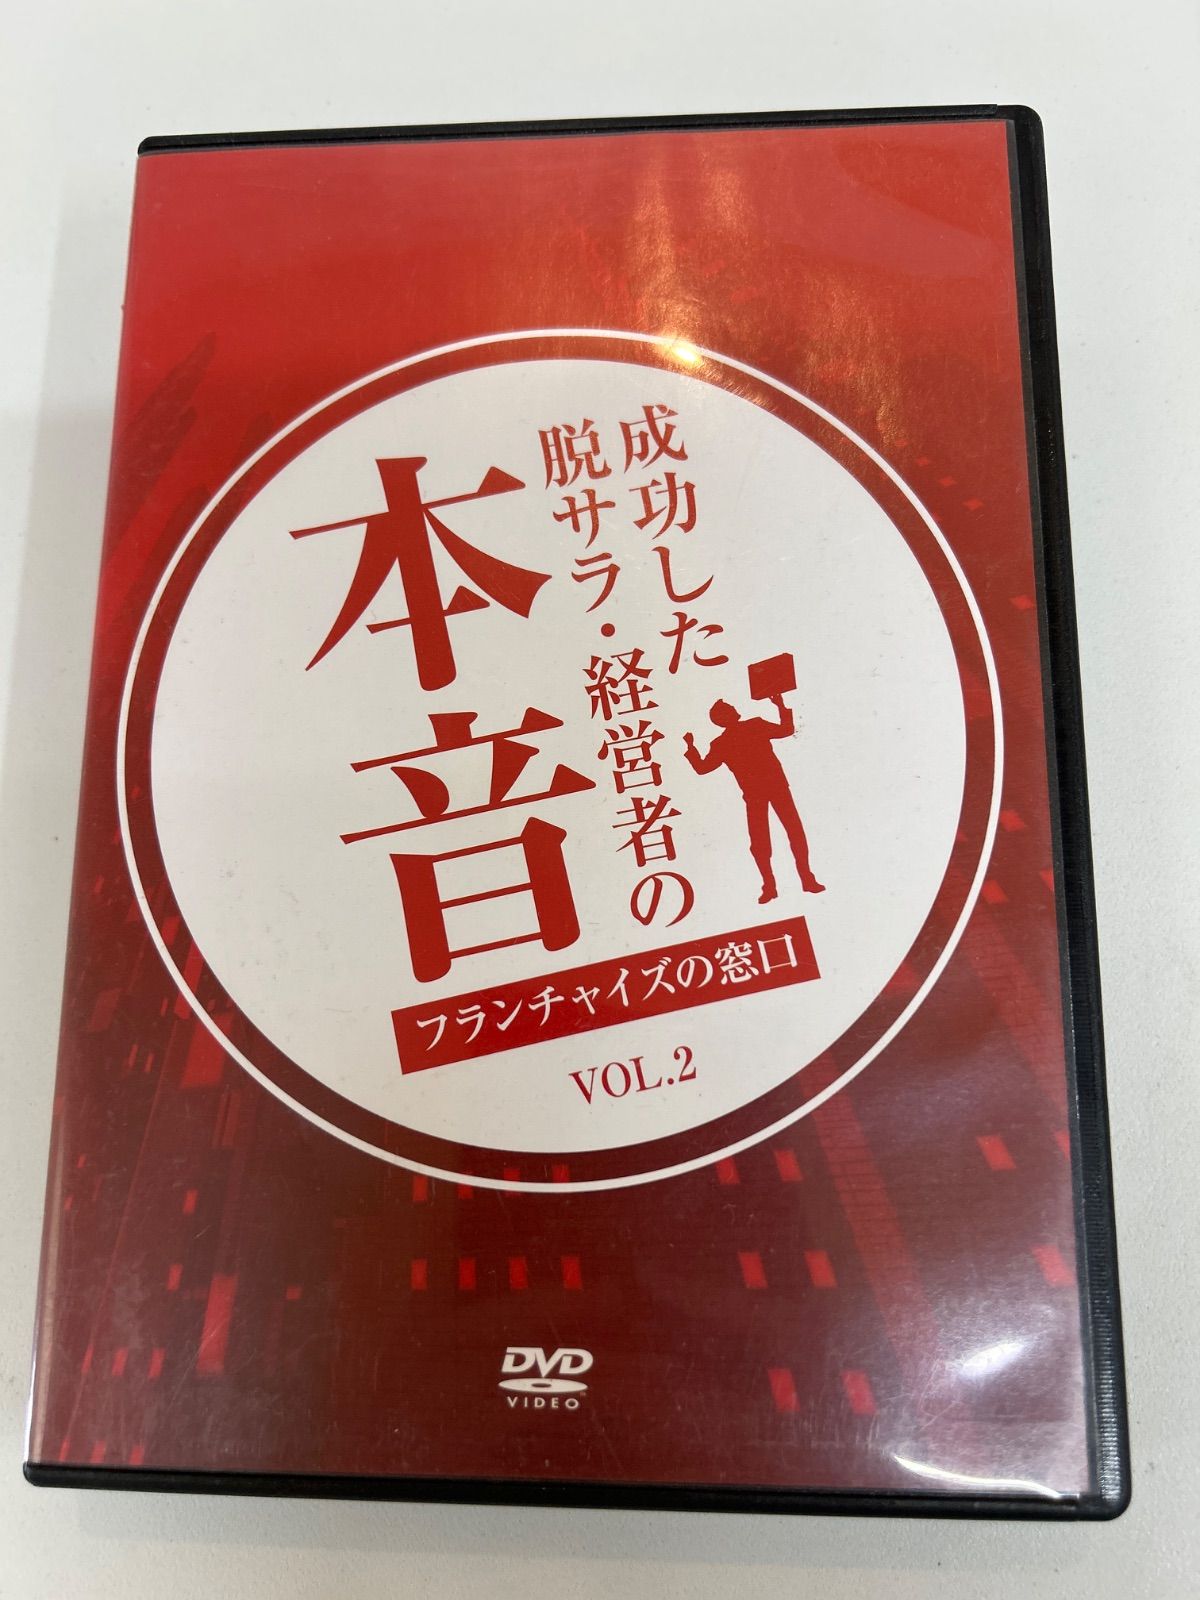 成功した
脱サラ・経営者の
本音
フランチャイズの窓口
VOL.2
DVD
VIDEO